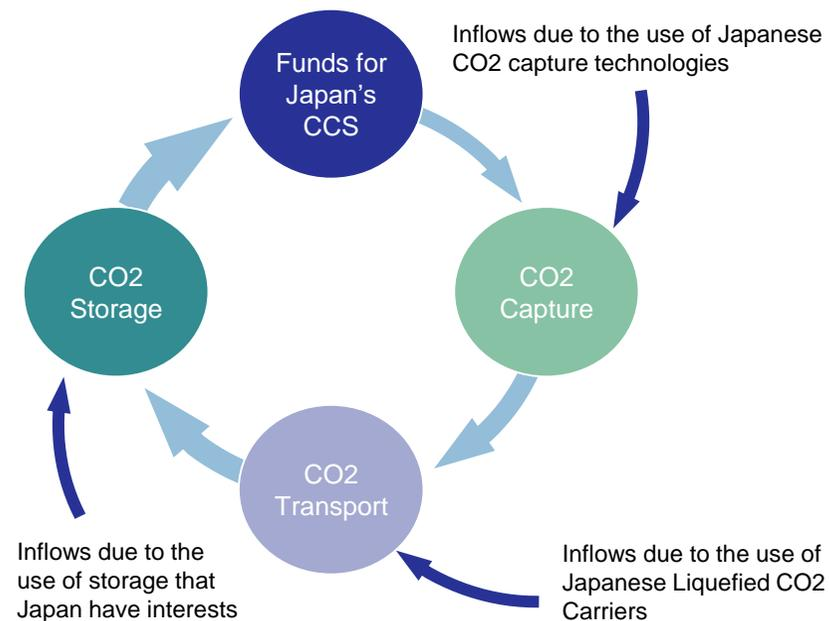 Inflows due to the use of Japanese
CO2 capture technologies
Funds for
Japan's
CCS
CO2
Storage
CO2
Capture
CO2
Transport
Inflows due to the
use of storage that
Japan have interests
Inflows due to the use of
Japanese Liquefied CO2
Carriers